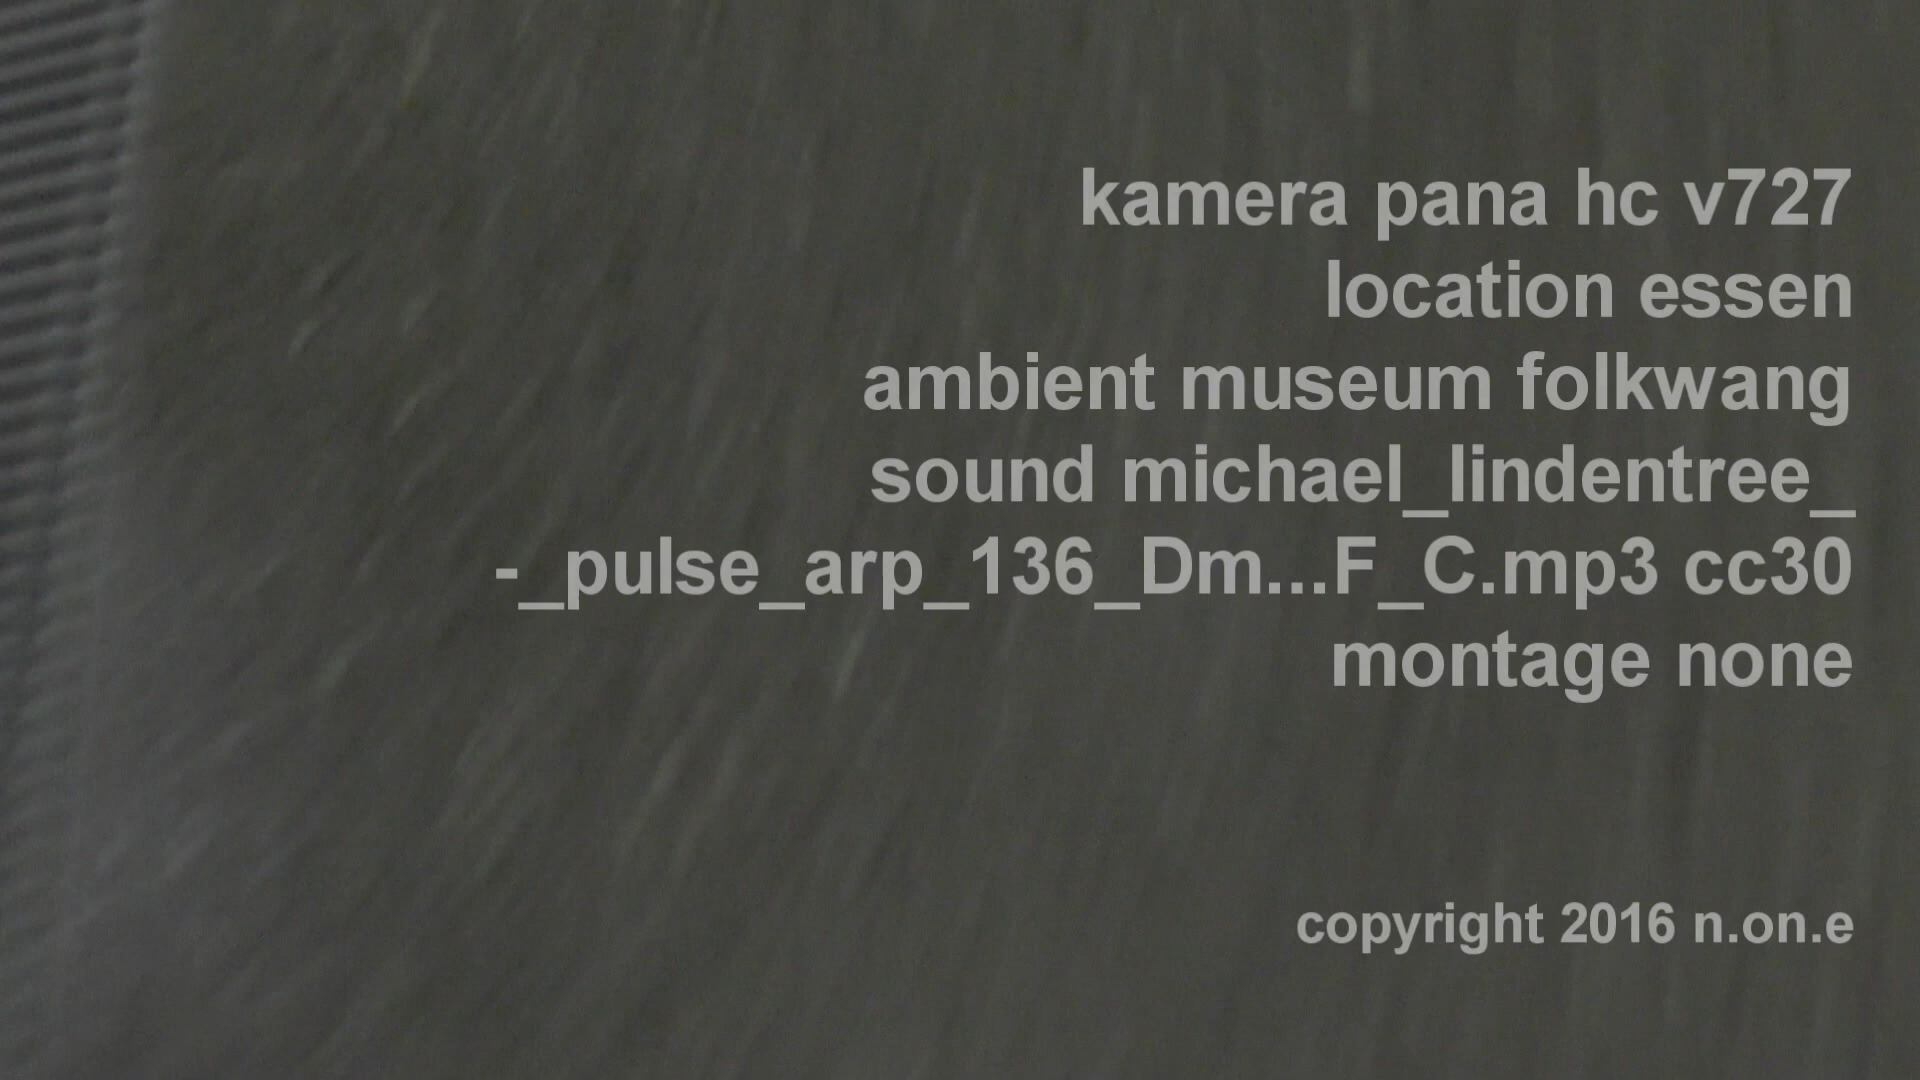 kamera pana hc v727
location essen
ambient museum folkwang
sound michael_lindentree_
-_pulse_arp_136_Dm...F_C.mp3 cc30
montage none
copyright 2016 n.on.e